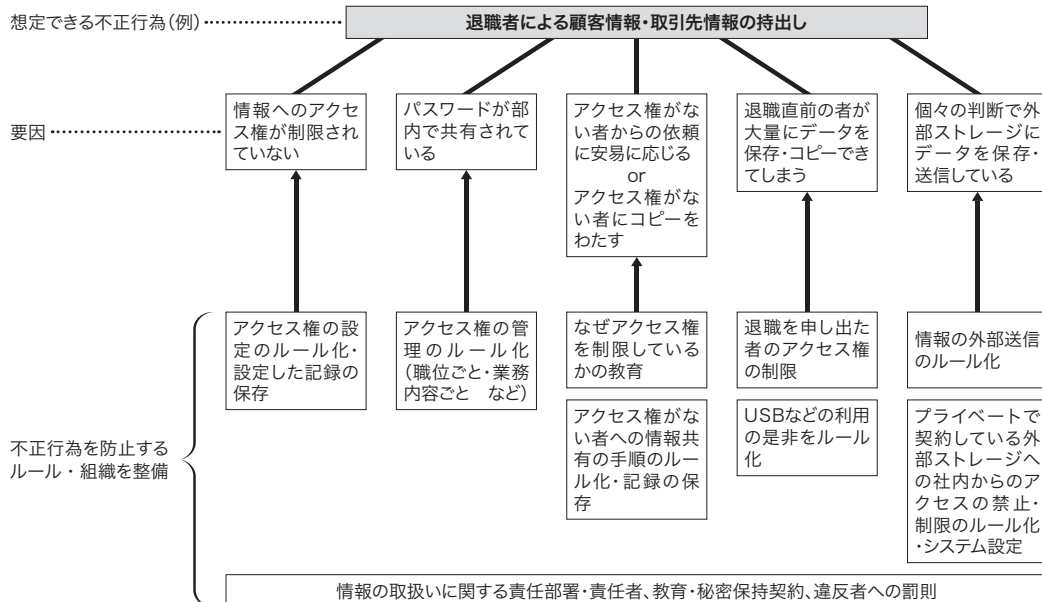 想定できる不正行為(例)
退職者による顧客情報・取引先情報の持出し
要因
情報へのアクセ
ス権が制限され
ていない
パスワードが部
内で共有されて
いる
アクセス権がな
い者からの依頼
に安易に応じる
or
アクセス権がな
い者にコピーを
わたす
退職直前の者が
大量にデータを
保存・コピーでき
てしまう
個々の判断で外
部ストレージに
データを保存・
送信している
アクセス権の設
定のルール化・
設定した記録の
保存
アクセス権の管
理のルール化
(職位ごと・業務
内容ごと など)
なぜアクセス権
を制限している
かの教育
退職を申し出た
者のアクセス権
の制限
情報の外部送信
のルール化
アクセス権がな
い者への情報共
有の手順のルー
ル化・記録の保
存
USBなどの利用
の是非をルール
化
プライベートで
契約している外
部ストレージへ
の社内からのア
クセスの禁止・
制限のルール化
・システム設定
不正行為を防止する
ルール・組織を整備
情報の取扱いに関する責任部署・責任者、教育・秘密保持契約、違反者への罰則